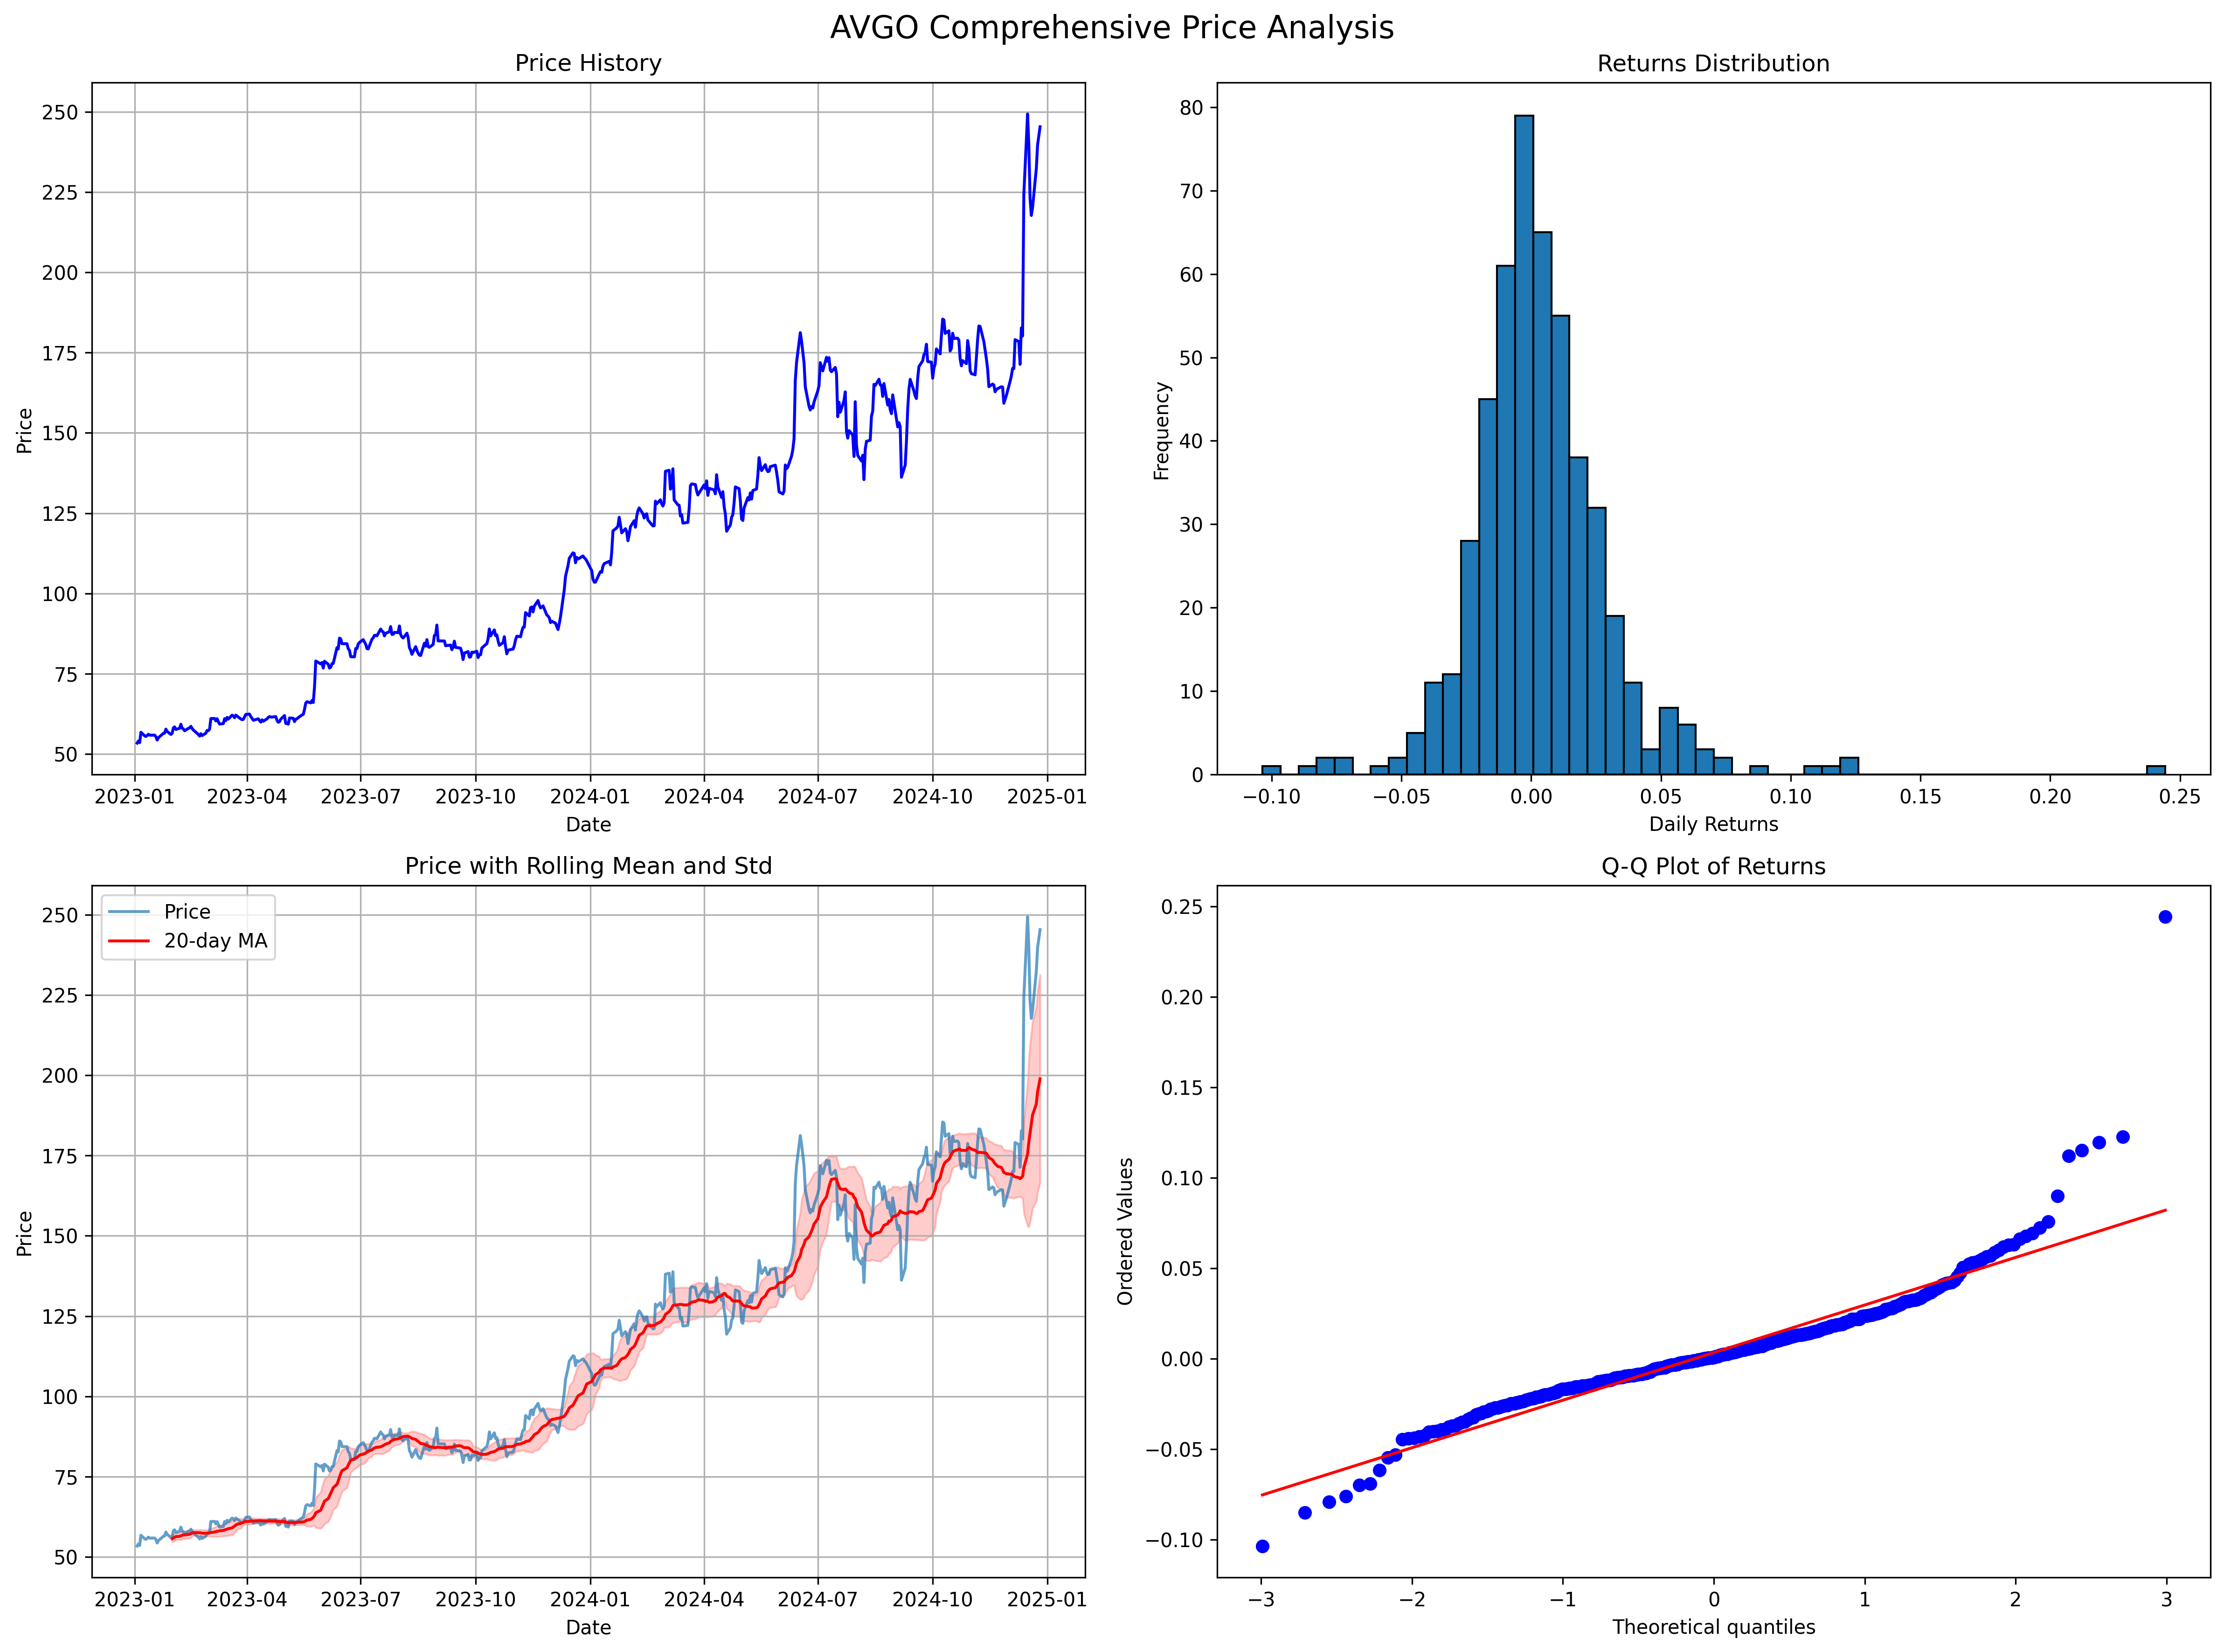 AVGO Comprehensive Price Analysis
Price History
250
225
200
175
150
125
100
75
50
Price
2023-01 2023-04 2023-07 2023-10 2024-01 2024-04 2024-07 2024-10 2025-01
Date
Returns Distribution
80
70
60
50
40
30
20
10
0
Frequency
−0.10 −0.05 0.00 0.05 0.10 0.15 0.20 0.25
Daily Returns
Price with Rolling Mean and Std
Price
20-day MA
250
225
200
175
150
125
100
75
50
Price
2023-01 2023-04 2023-07 2023-10 2024-01 2024-04 2024-07 2024-10 2025-01
Date
Q-Q Plot of Returns
0.25
0.20
0.15
0.10
0.05
0.00
−0.05
−0.10
Ordered Values
−3 −2 −1 0 1 2 3
Theoretical quantiles